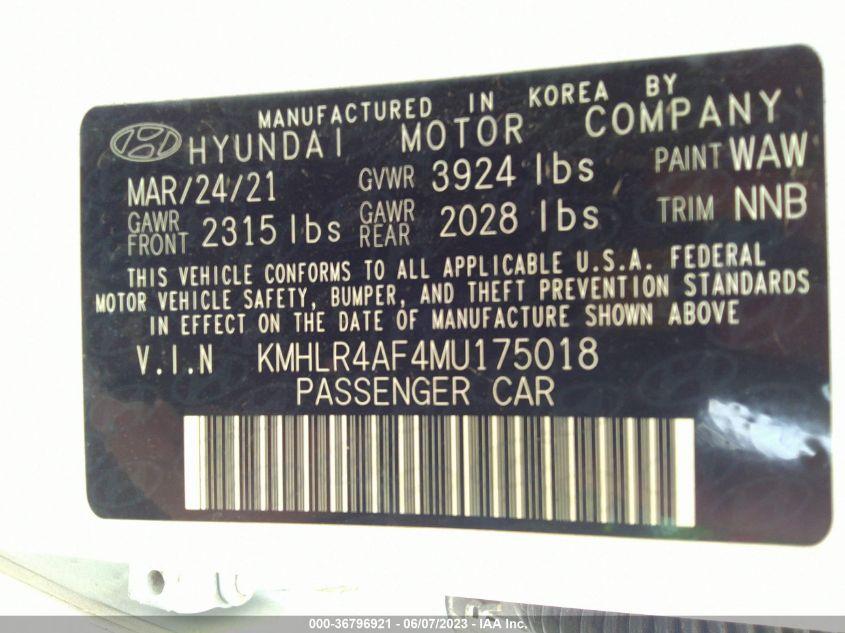 MANUFACTURED IN KOREA BY
HYUNDAI MOTOR COMPANY
MAR/24/21 GVWR 3924 lbs PAINT WAW
GAWR FRONT 2315 lbs GAWR REAR 2028 lbs TRIM NNB
THIS VEHICLE CONFORMS TO ALL APPLICABLE U.S.A. FEDERAL
MOTOR VEHICLE SAFETY, BUMPER, AND THEFT PREVENTION STANDARDS
IN EFFECT ON THE DATE OF MANUFACTURE SHOWN ABOVE
V.I.N KMHLR4AF4MU175018
PASSENGER CAR
000-36796921 - 06/07/2023 - IAA Inc.